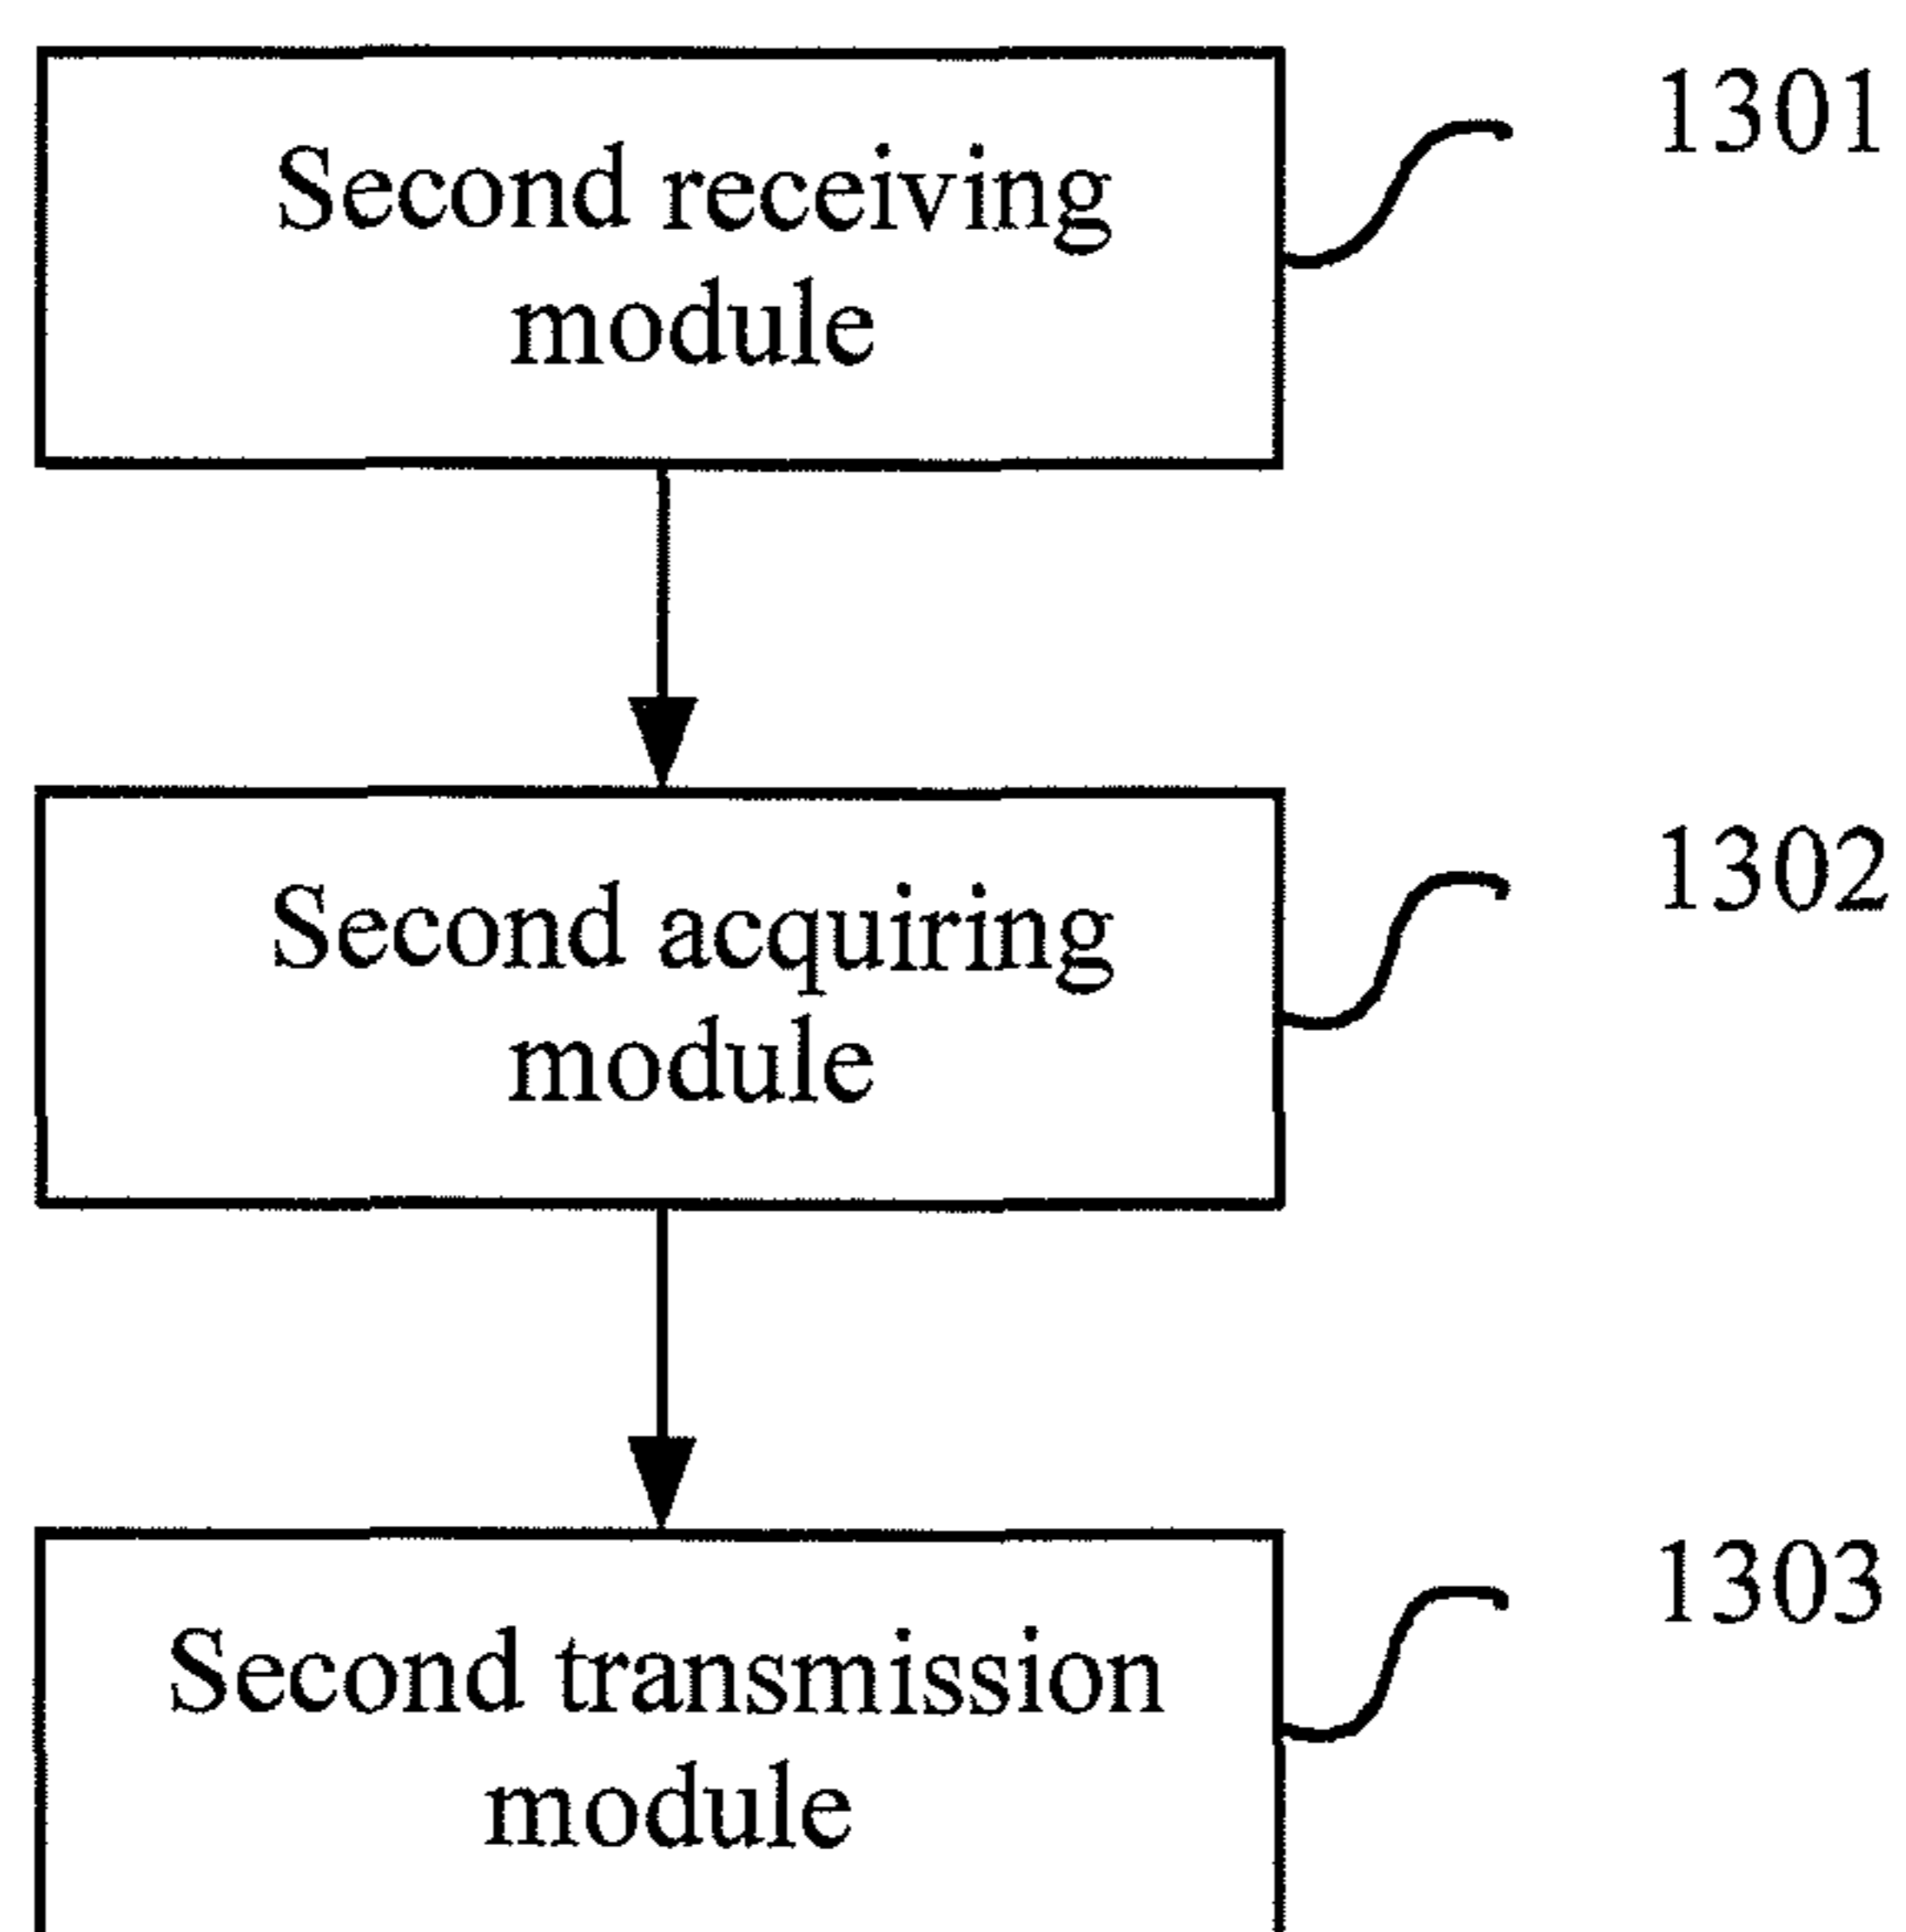 Second receiving
module
1301
Second acquiring
module
1302
Second transmission
module
1303